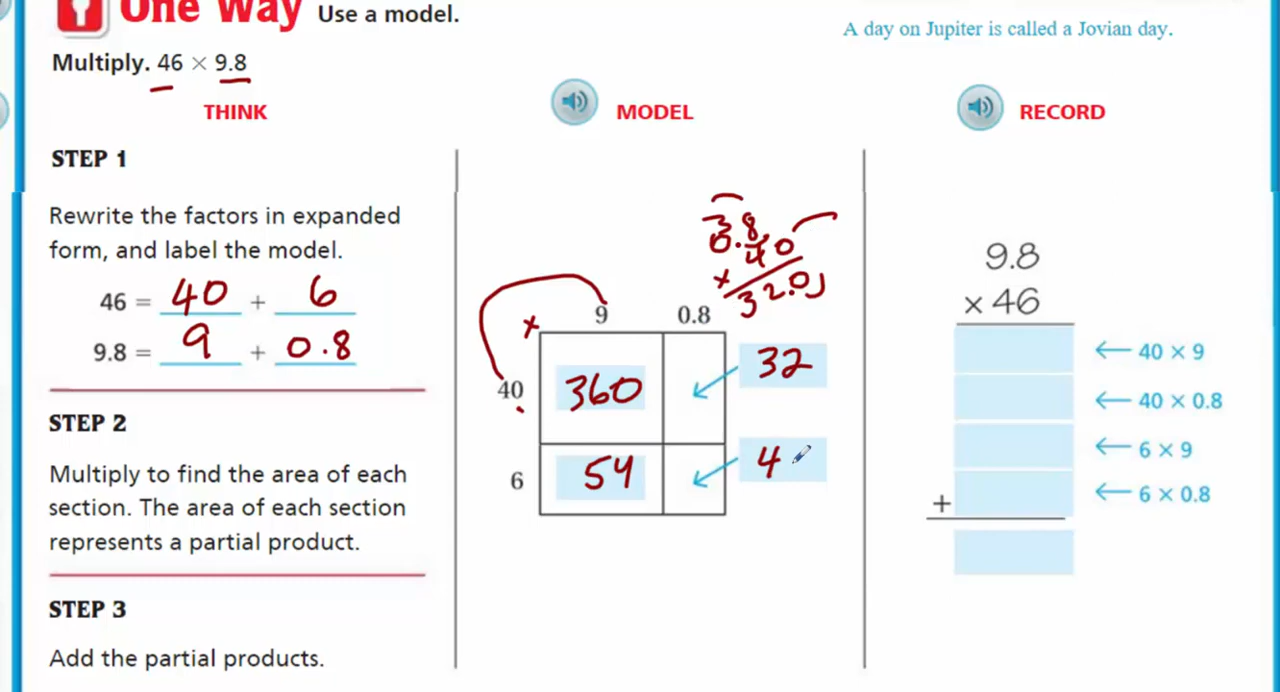 One Way Use a model.
A day on Jupiter is called a Jovian day.
Multiply. 46 × 9.8
THINK
MODEL
RECORD
STEP 1
Rewrite the factors in expanded
form, and label the model.
46 = 40 + 6
9.8 = 9 + 0.8
STEP 2
Multiply to find the area of each
section. The area of each section
represents a partial product.
STEP 3
Add the partial products.
3
0.8
× 40
32.0
× 9 0.8
40 360 32
6 54 4
9.8
× 46
← 40 × 9
← 40 × 0.8
← 6 × 9
+ ← 6 × 0.8